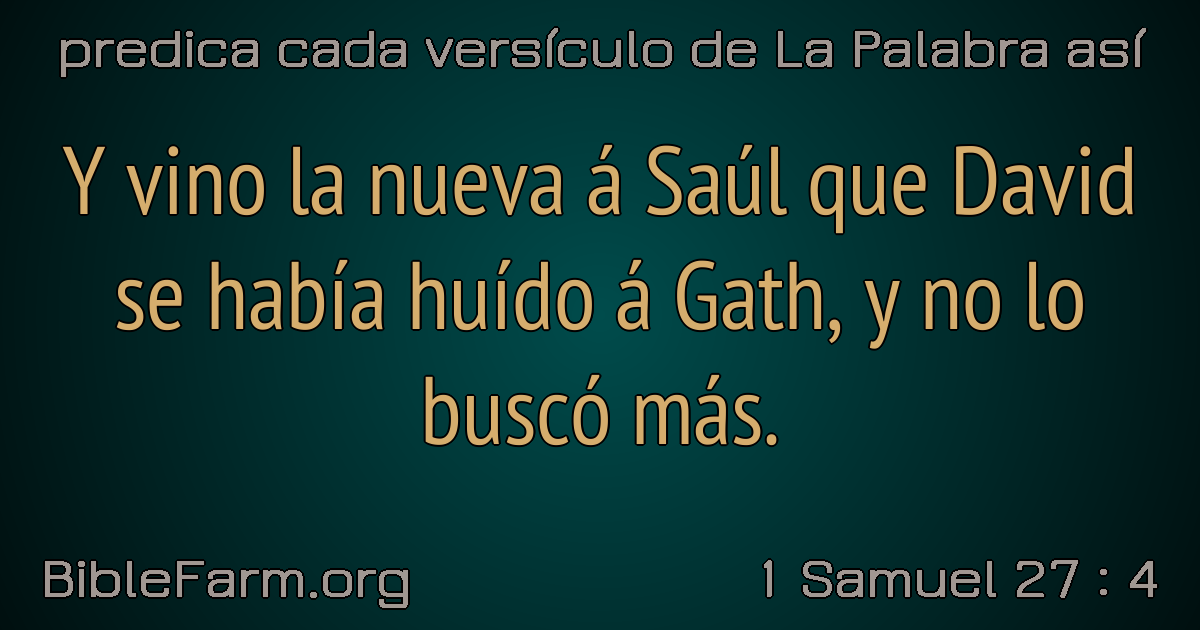 predica cada versículo de La Palabra así
Y vino la nueva á Saúl que David
se había huído á Gath, y no lo
buscó más.
BibleFarm.org
1 Samuel 27 : 4